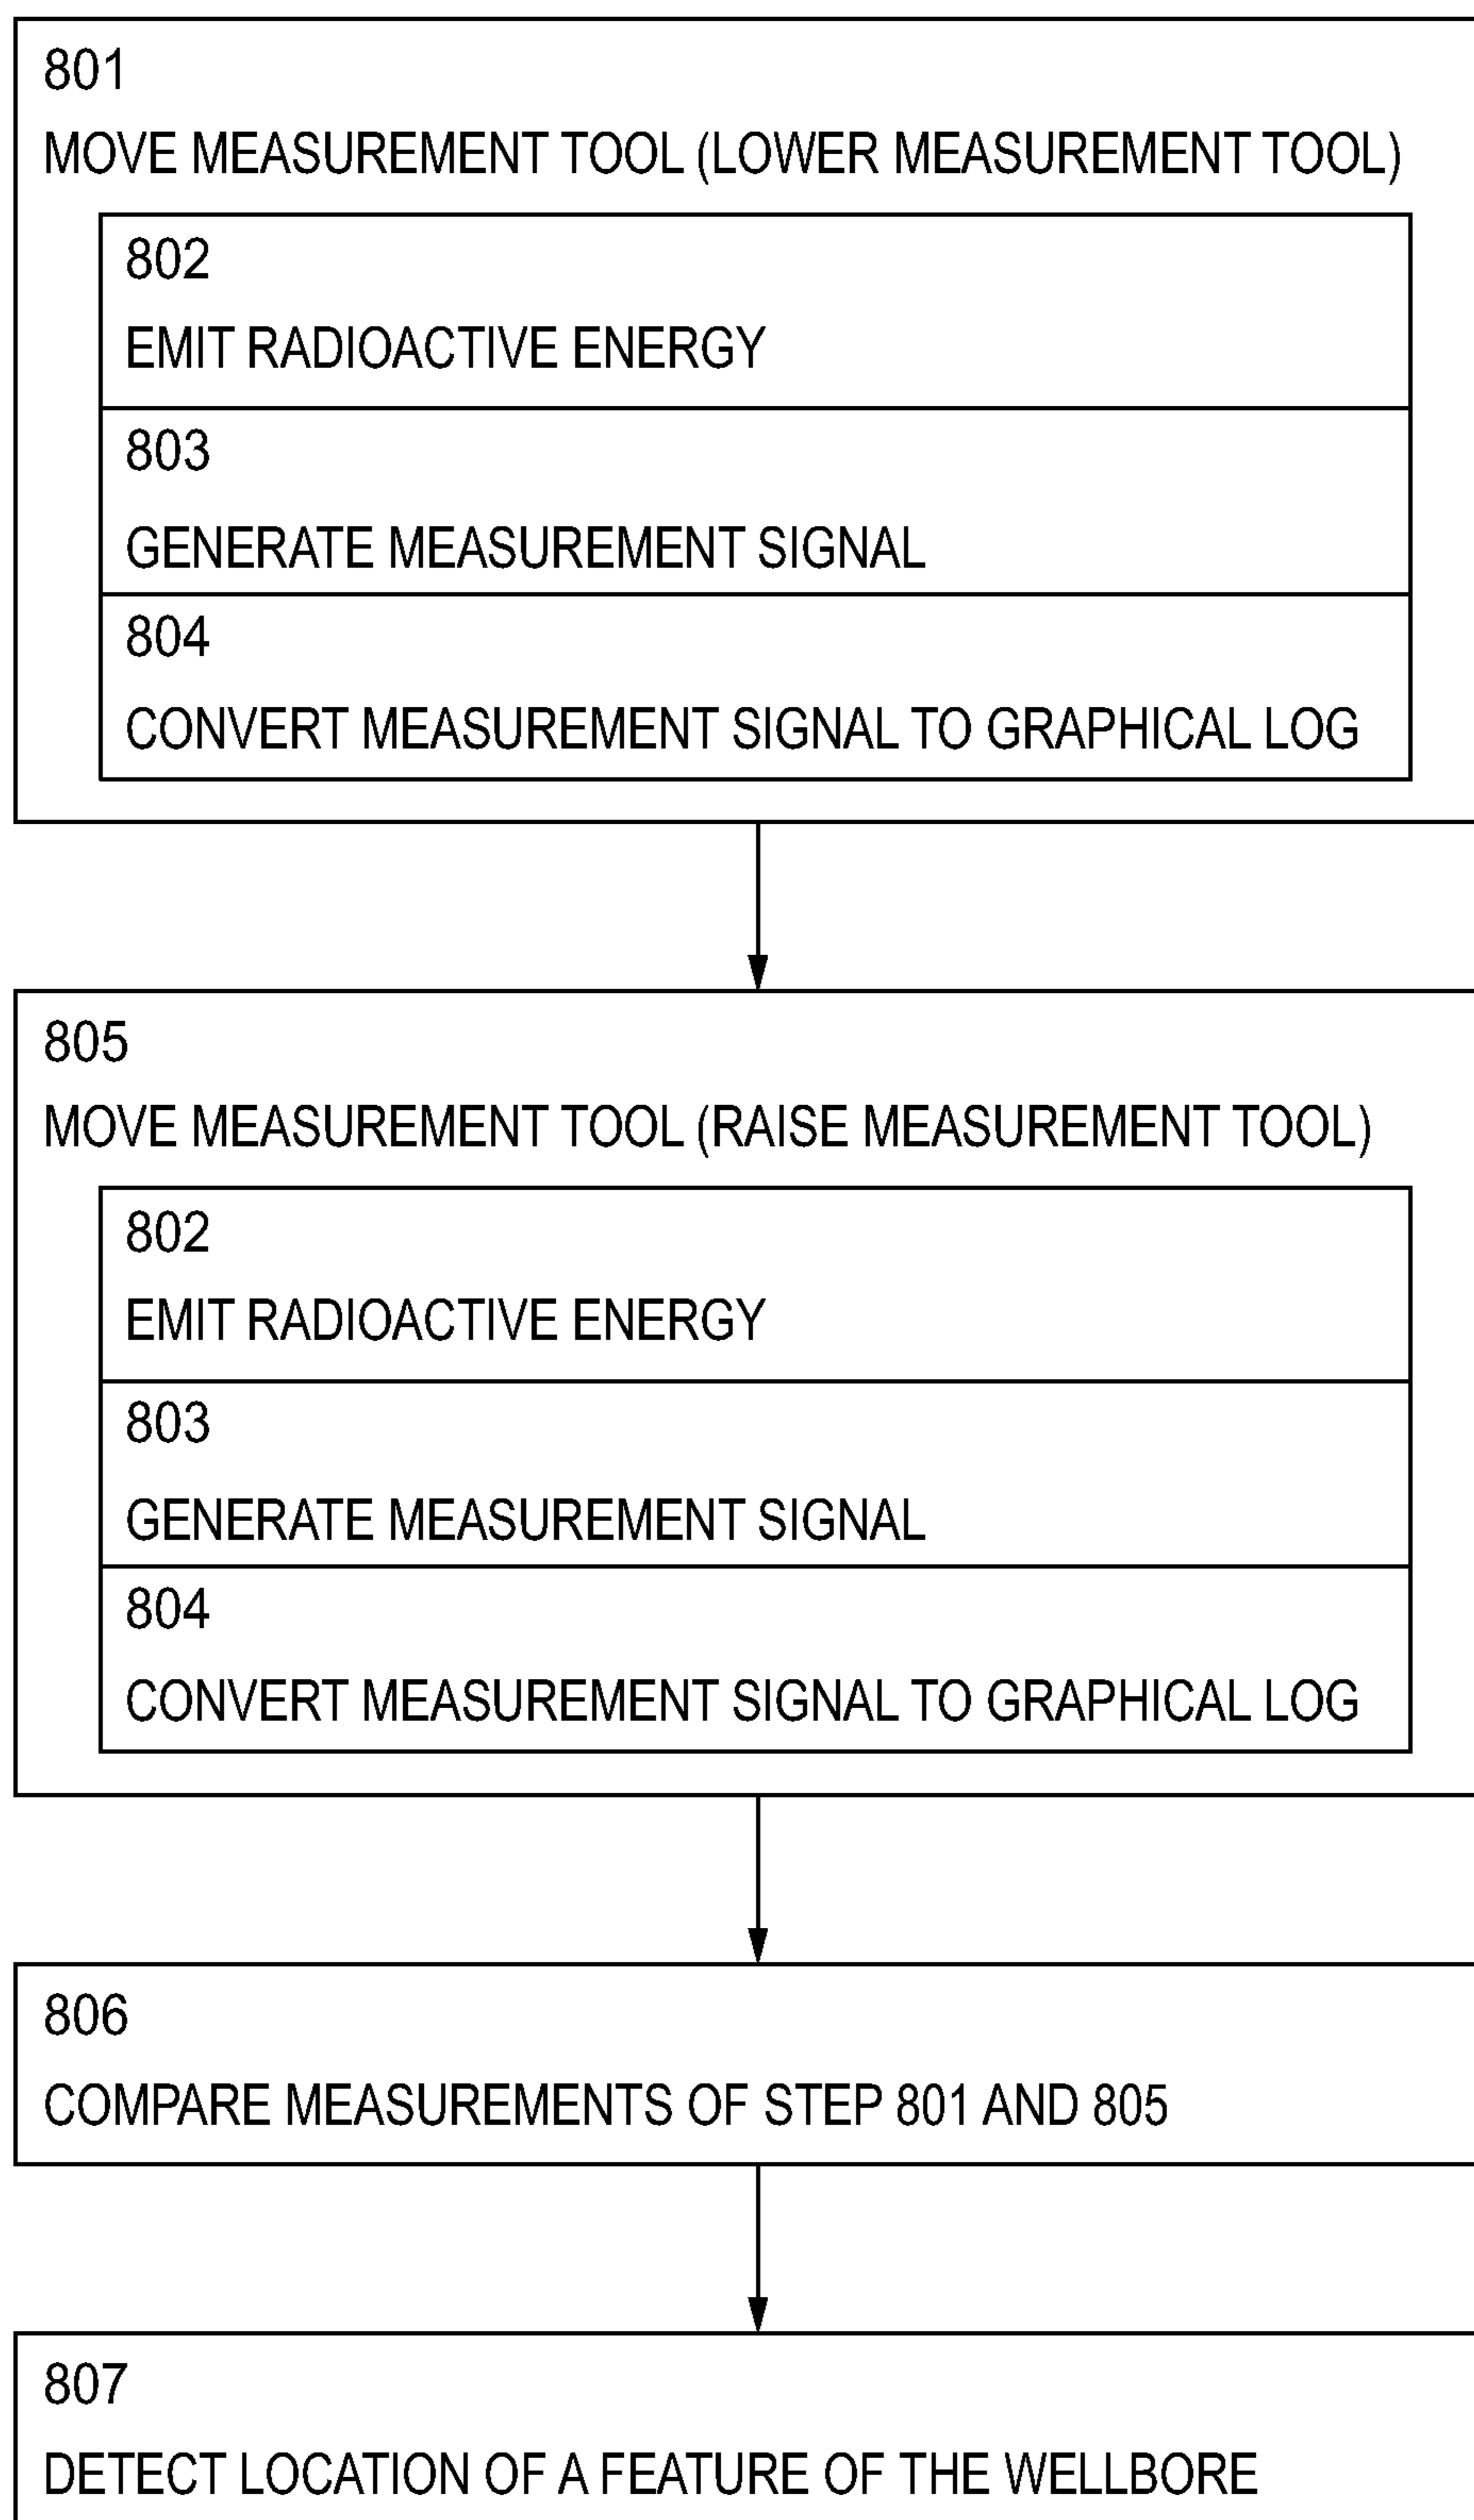 801
MOVE MEASUREMENT TOOL (LOWER MEASUREMENT TOOL)
802
EMIT RADIOACTIVE ENERGY
803
GENERATE MEASUREMENT SIGNAL
804
CONVERT MEASUREMENT SIGNAL TO GRAPHICAL LOG
805
MOVE MEASUREMENT TOOL (RAISE MEASUREMENT TOOL)
802
EMIT RADIOACTIVE ENERGY
803
GENERATE MEASUREMENT SIGNAL
804
CONVERT MEASUREMENT SIGNAL TO GRAPHICAL LOG
806
COMPARE MEASUREMENTS OF STEP 801 AND 805
807
DETECT LOCATION OF A FEATURE OF THE WELLBORE